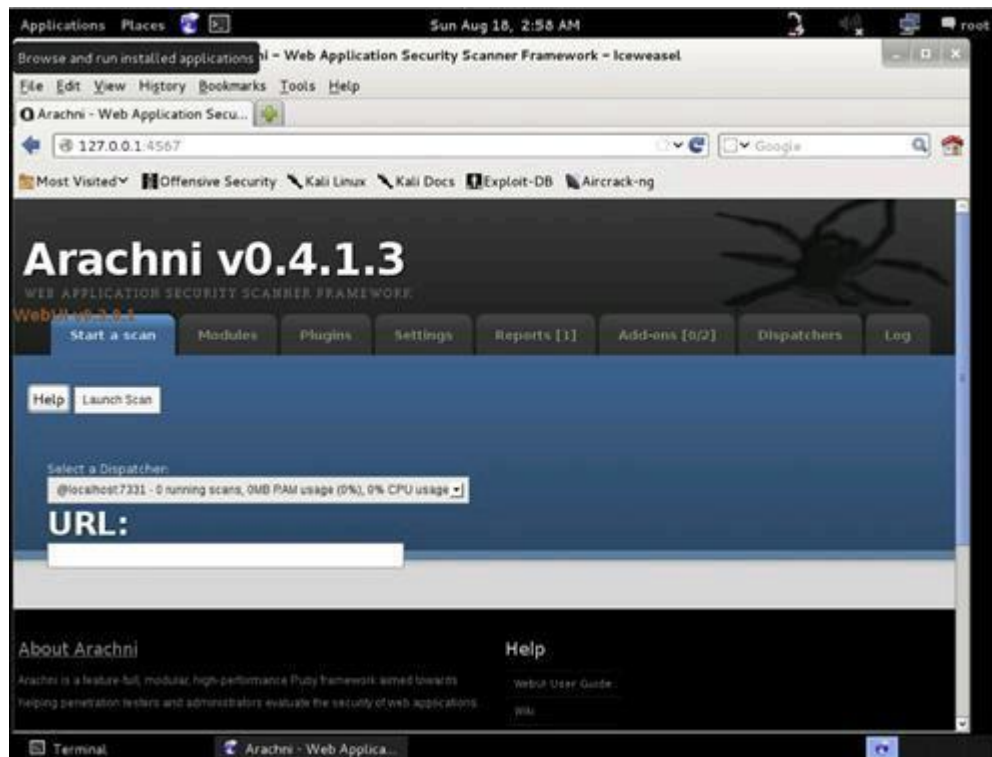 Applications Places Sun Aug 18, 2:58 AM root
Browse and run installed applications
– Web Application Security Scanner Framework – Iceweasel
File Edit View History Bookmarks Tools Help
Arachni - Web Application Secu...
127.0.0.1:4567
Google
Most Visited Offensive Security Kali Linux Kali Docs Exploit-DB Aircrack-ng
Arachni v0.4.1.3
WEB APPLICATION SECURITY SCANNER FRAMEWORK
Start a scan Modules Plugins Settings Reports [1] Add-ons [0/2] Dispatchers Log
Help Launch Scan
Select a Dispatcher:
@localhost:7331 - 0 running scans, 0MB RAM usage (0%), 0% CPU usage
URL:
About Arachni
Help
Arachni is a feature-full, modular, high-performance Ruby framework aimed towards
helping penetration testers and administrators evaluate the security of web applications.
WebUI User Guide
Wiki
Terminal Arachni - Web Applica...